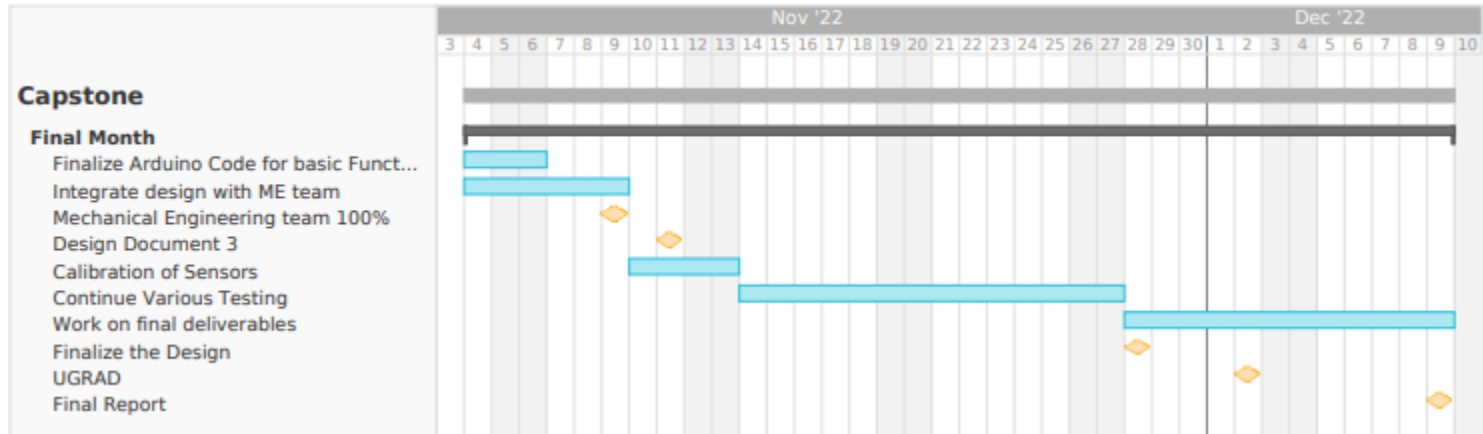 Nov '22 Dec '22
3 4 5 6 7 8 9 10 11 12 13 14 15 16 17 18 19 20 21 22 23 24 25 26 27 28 29 30 1 2 3 4 5 6 7 8 9 10
Capstone
Final Month
Finalize Arduino Code for basic Funct...
Integrate design with ME team
Mechanical Engineering team 100%
Design Document 3
Calibration of Sensors
Continue Various Testing
Work on final deliverables
Finalize the Design
UGRAD
Final Report